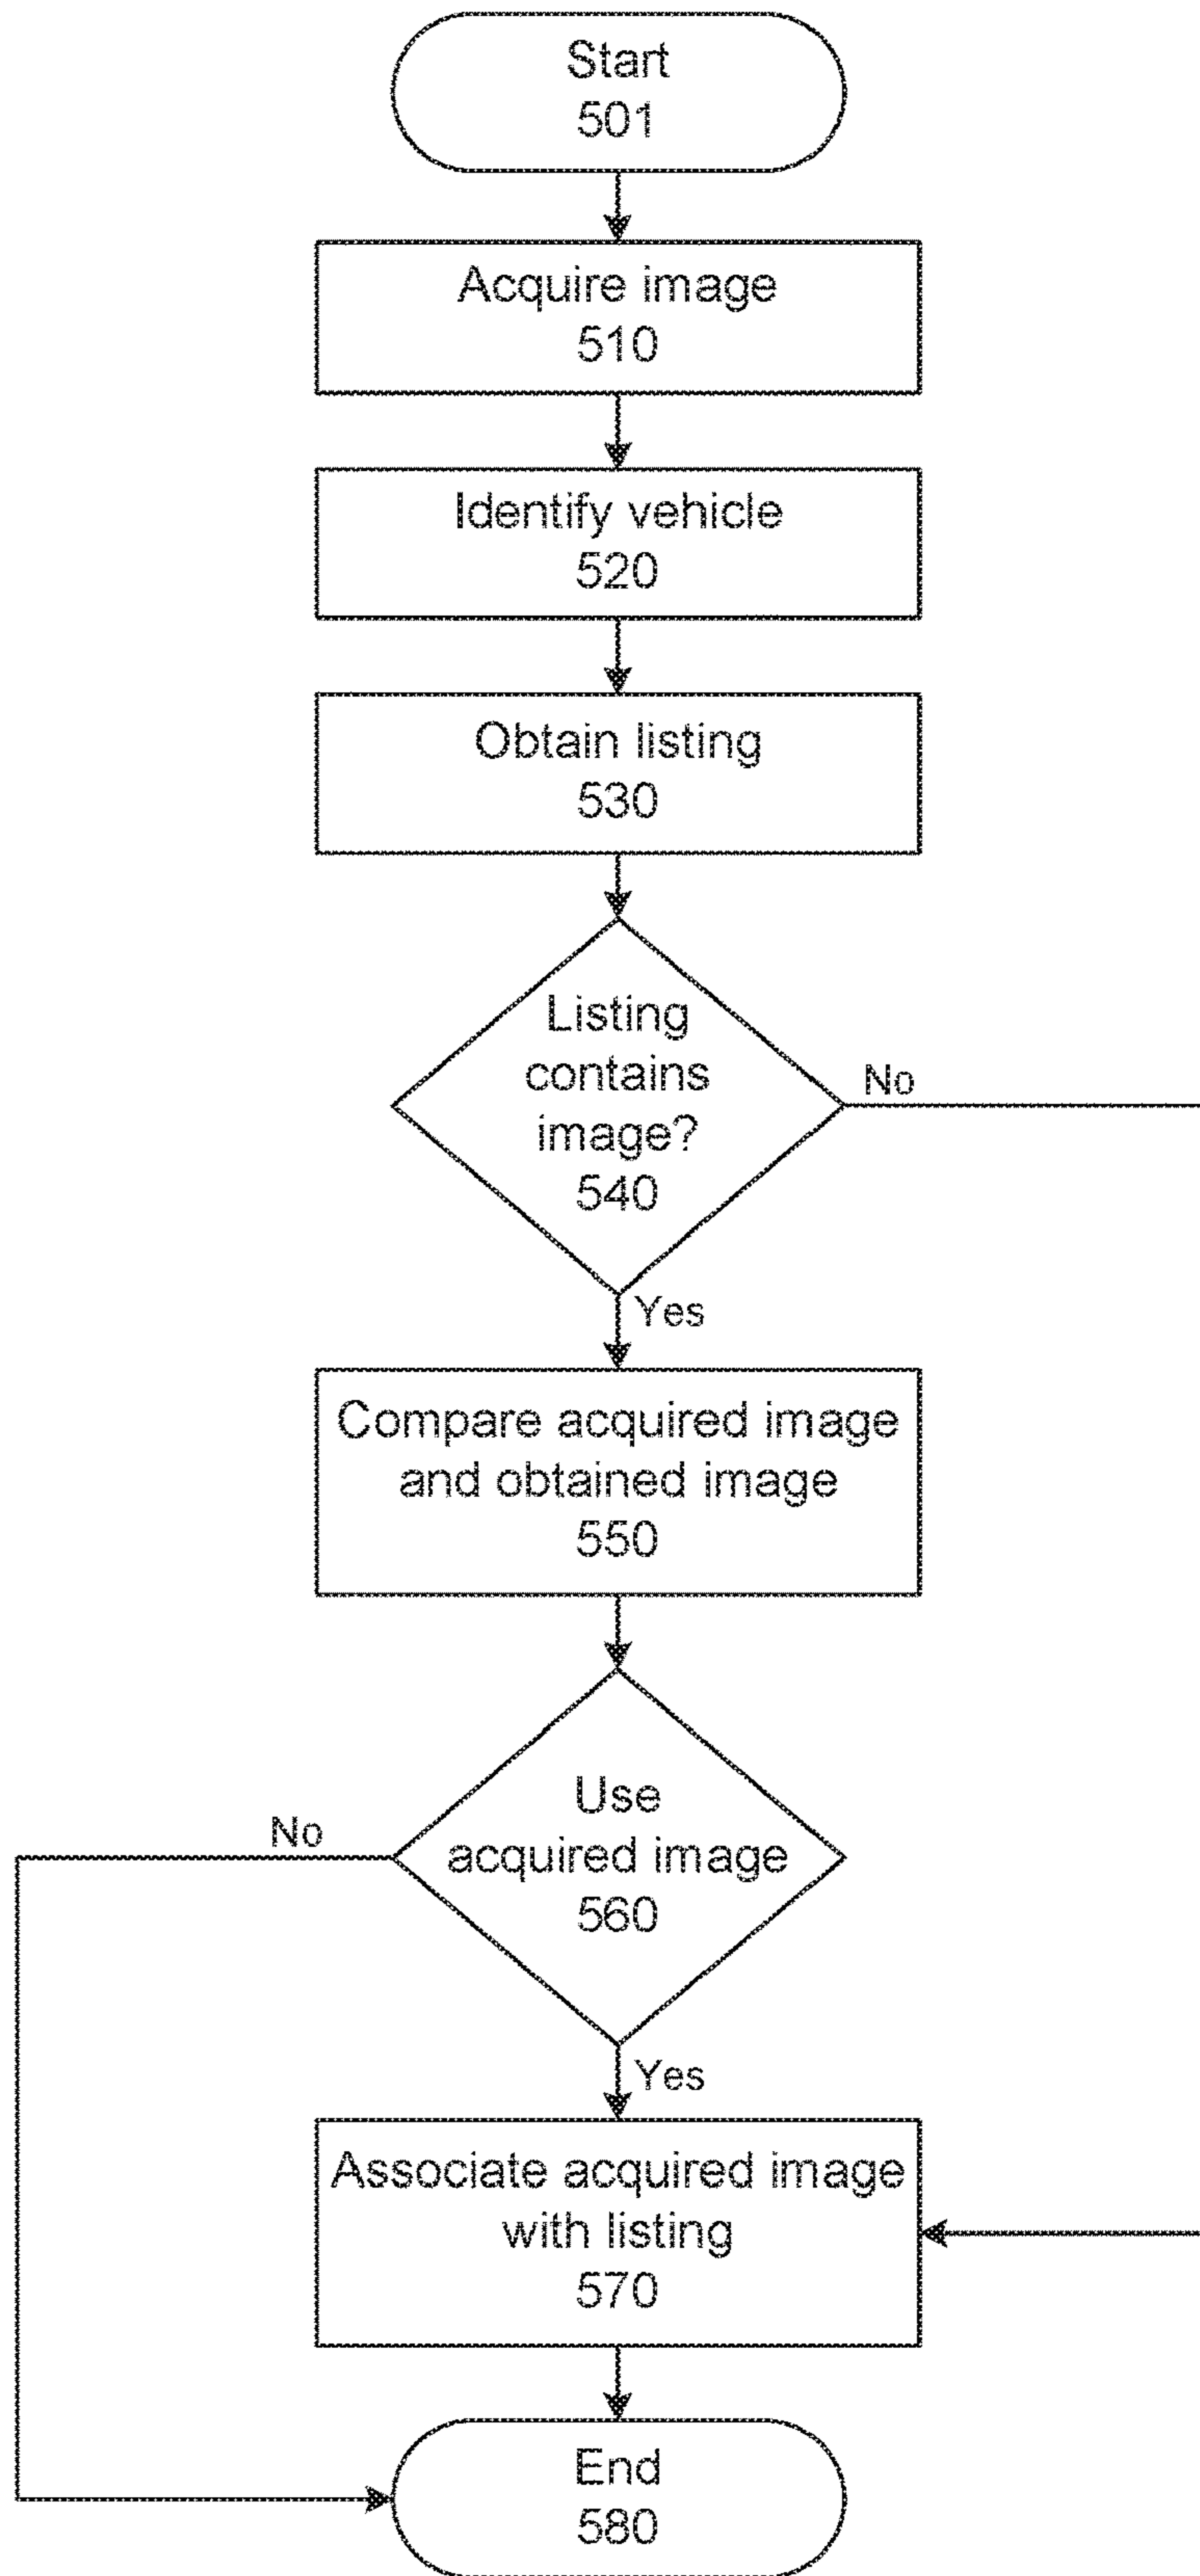 Start
501
Acquire image
510
Identify vehicle
520
Obtain listing
530
Listing
contains
image?
540
No
Yes
Compare acquired image
and obtained image
550
Use
acquired image
560
No
Yes
Associate acquired image
with listing
570
End
580